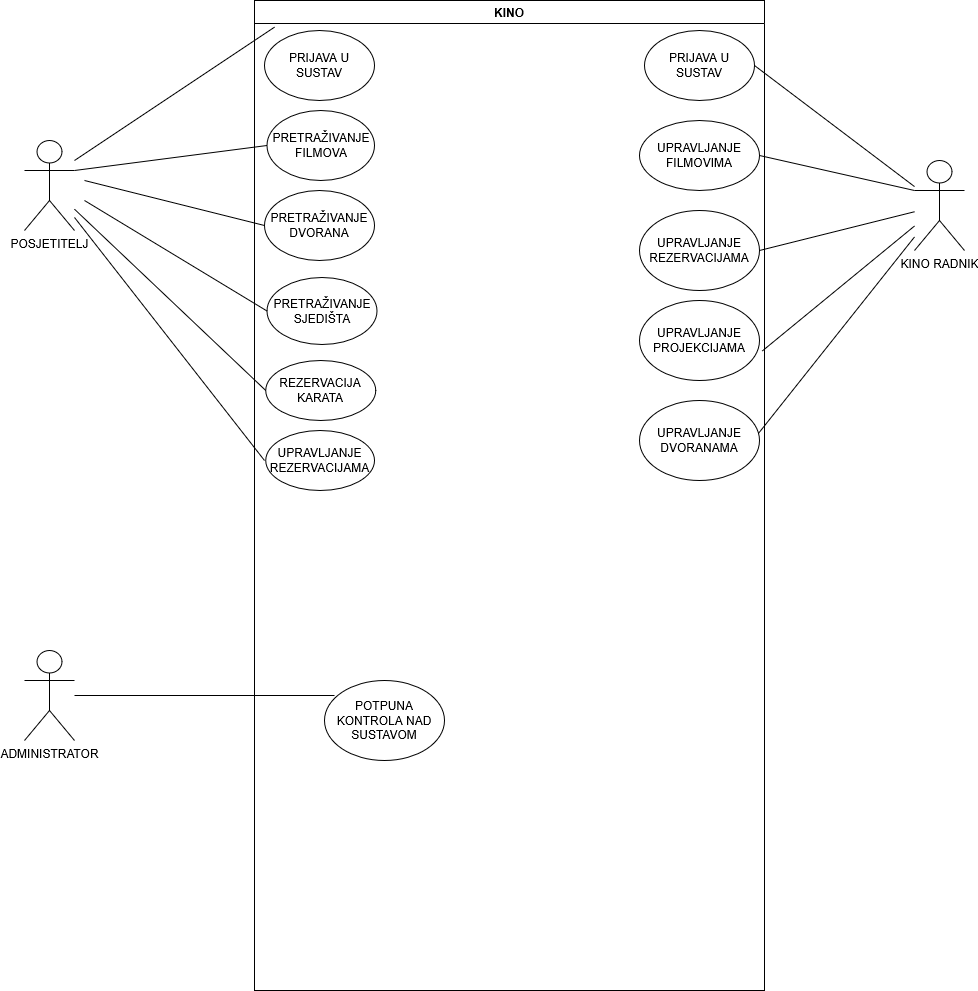 KINO
PRIJAVA U
SUSTAV
PRETRAŽIVANJE
FILMOVA
PRETRAŽIVANJE
DVORANA
PRETRAŽIVANJE
SJEDIŠTA
REZERVACIJA
KARATA
UPRAVLJANJE
REZERVACIJAMA
POSJETITELJ
PRIJAVA U
SUSTAV
UPRAVLJANJE
FILMOVIMA
UPRAVLJANJE
REZERVACIJAMA
UPRAVLJANJE
PROJEKCIJAMA
UPRAVLJANJE
DVORANAMA
KINO RADNIK
ADMINISTRATOR
POTPUNA
KONTROLA NAD
SUSTAVOM